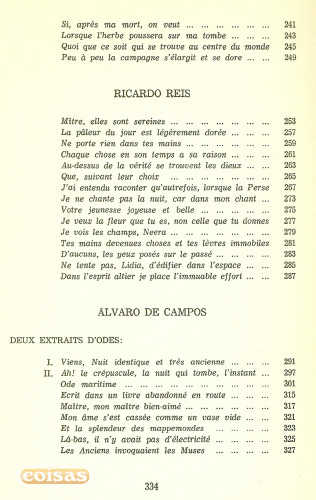 Si, après ma mort, on veut ... ... ... ... ... ... 241
Lorsque l'herbe poussera sur ma tombe ... ... ... 243
Quoi que ce soit qui se trouve au centre du monde 245
Peu à peu la campagne s'élargit et se dore ... ... 249
RICARDO REIS
Mître, elles sont sereines ... ... ... ... ... ... 253
La pâleur du jour est légèrement dorée ... ... ... 257
Ne porte rien dans tes mains ... ... ... ... ... 259
Chaque chose en son temps a sa raison ... ... ... 261
Au-dessus de la vérité se trouvent les dieux ... ... 263
Que, suivant leur choix ... ... ... ... ... ... 265
J'ai entendu raconter qu'autrefois, lorsque la Perse 267
Je ne chante pas la nuit, car dans mon chant ... 273
Votre jeunesse joyeuse et belle ... ... ... ... ... 275
Je veux la fleur que tu es, non celle que tu donnes 277
Je vois les champs, Neera ... ... ... ... ... ... 279
Tes mains devenues choses et tes lèvres immobiles 281
D'aucuns, les yeux posés sur le passé ... ... ... 283
Ne tente pas, Lidia, d'édifier dans l'espace ... ... 285
Dans l'esprit altier je place l'immuable effort ... ... 287
ALVARO DE CAMPOS
DEUX EXTRAITS D'ODES:
I. Viens, Nuit identique et très ancienne ... ... ... 291
II. Ah! le crépuscule, la nuit qui tombe, l'instant ... 297
Ode maritime ... ... ... ... ... ... ... ... ... 301
Ecrit dans un livre abandonné en route ... ... ... 315
Maître, mon maître bien-aimé ... ... ... ... ... 317
Mon âme s'est cassée comme un vase vide ... ... 321
Et la splendeur des mappemondes ... ... ... ... 323
Là-bas, il n'y avait pas d'électricité ... ... ... ... 325
Les Anciens invoquaient les Muses ... ... ... ... 327
334
coisas